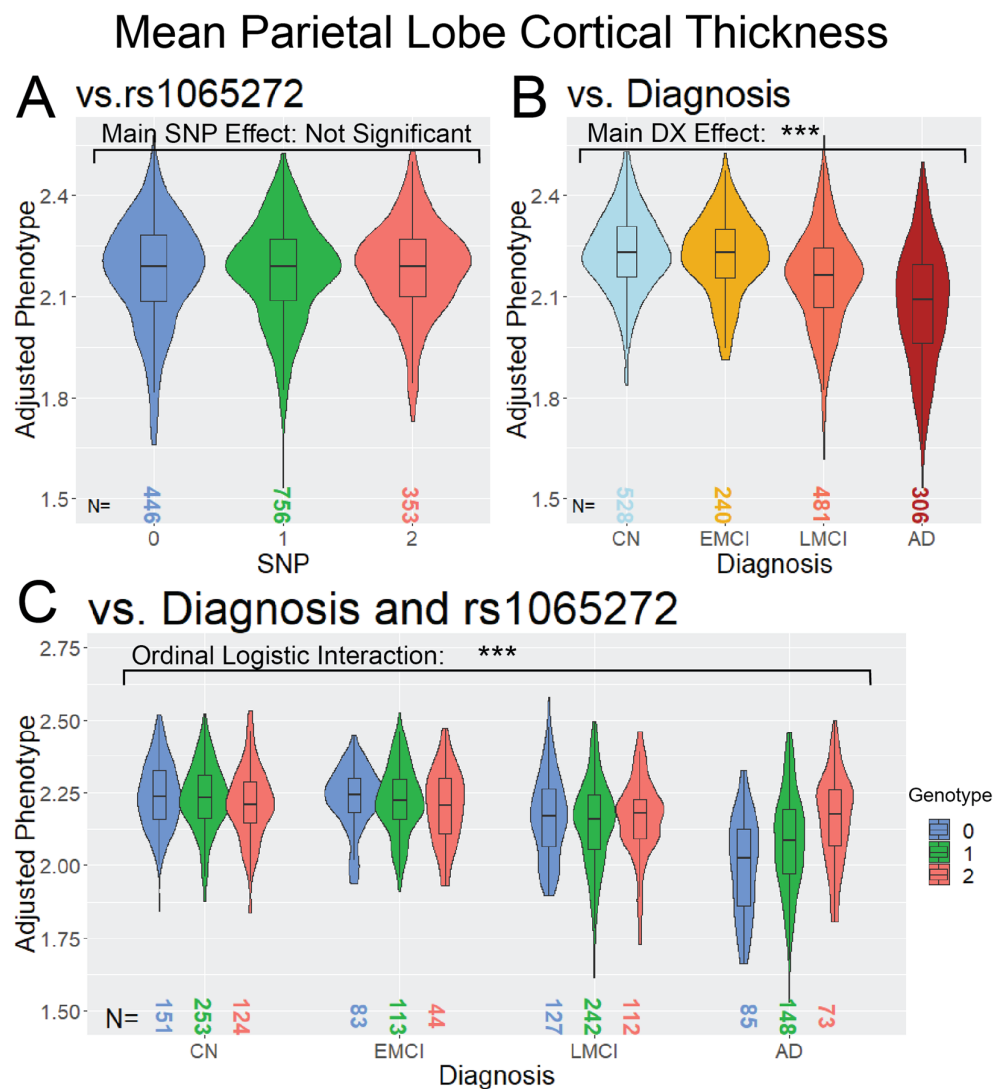 Mean Parietal Lobe Cortical Thickness
A vs.rs1065272
Main SNP Effect: Not Significant
Adjusted Phenotype
2.4
2.1
1.8
1.5
N= 446 756 353
0 1 2
SNP
B vs. Diagnosis
Main DX Effect: ***
Adjusted Phenotype
2.4
2.1
1.8
1.5
N= 528 240 481 306
CN EMCI LMCI AD
Diagnosis
C vs. Diagnosis and rs1065272
Ordinal Logistic Interaction: ***
Adjusted Phenotype
2.75
2.50
2.25
2.00
1.75
1.50
N= 151 253 124 83 113 44 127 242 112 85 148 73
CN EMCI LMCI AD
Diagnosis
Genotype
0
1
2